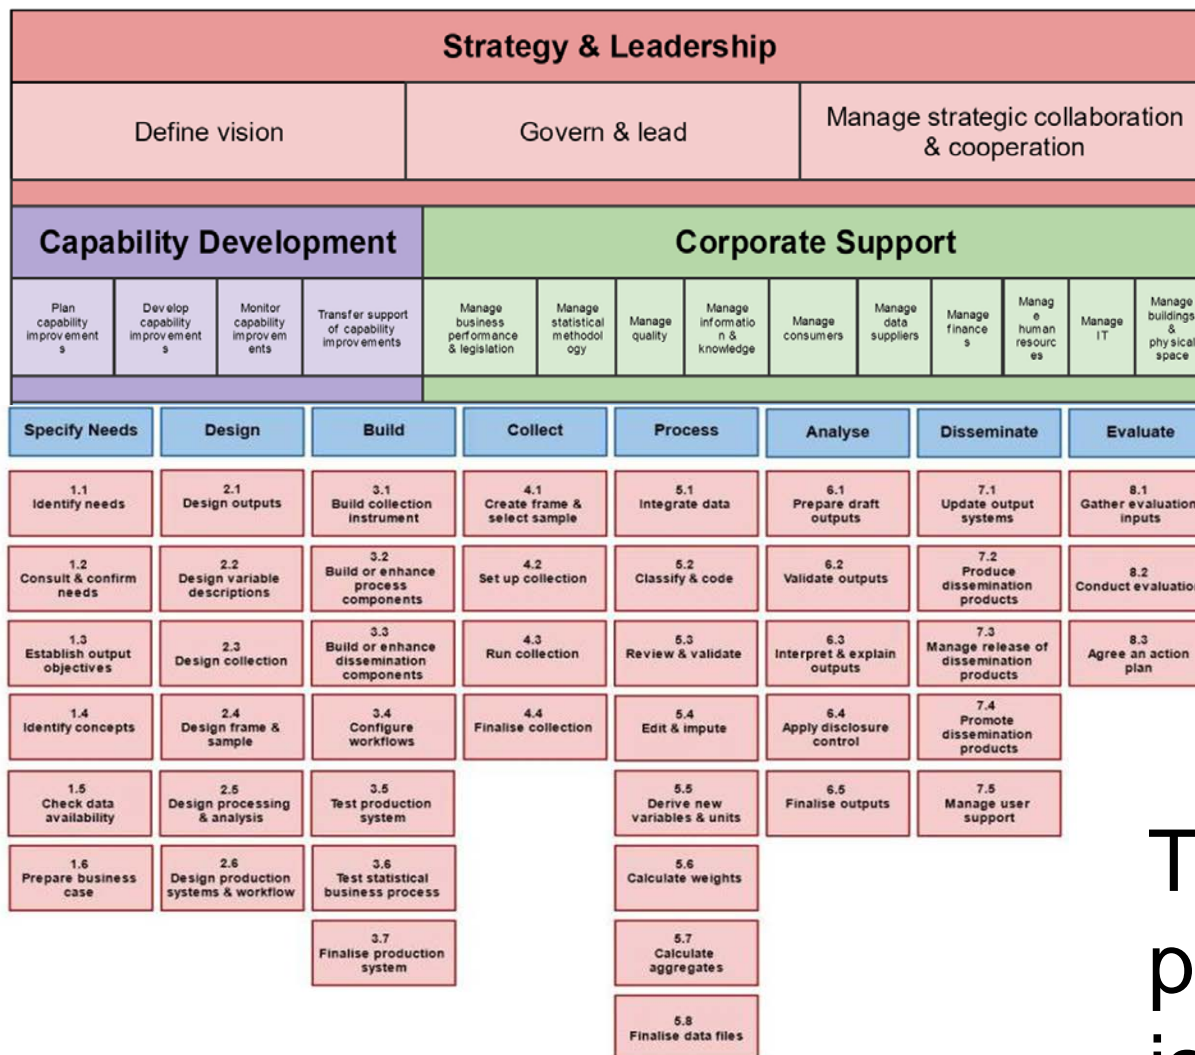 Strategy & Leadership
Define vision
Govern & lead
Manage strategic collaboration
& cooperation
Capability Development
Corporate Support
Plan
capability
improvement
s
Develop
capability
improvement
s
Monitor
capability
improvem
ents
Transfer support
of capability
improvements
Manage
business
performance
& legislation
Manage
statistical
methodol
ogy
Manage
quality
Manage
informatio
n &
knowledge
Manage
consumers
Manage
data
suppliers
Manage
finance
s
Manag
e
human
resourc
es
Manage
IT
Manage
buildings
&
physical
space
Specify Needs
Design
Build
Collect
Process
Analyse
Disseminate
Evaluate
1.1
Identify needs
2.1
Design outputs
3.1
Build collection
instrument
4.1
Create frame &
select sample
5.1
Integrate data
6.1
Prepare draft
outputs
7.1
Update output
systems
8.1
Gather evaluation
inputs
1.2
Consult & confirm
needs
2.2
Design variable
descriptions
3.2
Build or enhance
process
components
4.2
Set up collection
5.2
Classify & code
6.2
Validate outputs
7.2
Produce
dissemination
products
8.2
Conduct evaluation
1.3
Establish output
objectives
2.3
Design collection
3.3
Build or enhance
dissemination
components
4.3
Run collection
5.3
Review & validate
6.3
Interpret & explain
outputs
7.3
Manage release of
dissemination
products
8.3
Agree an action
plan
1.4
Identify concepts
2.4
Design frame &
sample
3.4
Configure
workflows
4.4
Finalise collection
5.4
Edit & impute
6.4
Apply disclosure
control
7.4
Promote
dissemination
products
1.5
Check data
availability
2.5
Design processing
& analysis
3.5
Test production
system
5.5
Derive new
variables & units
6.5
Finalise outputs
7.5
Manage user
support
1.6
Prepare business
case
2.6
Design production
systems & workflow
3.6
Test statistical
business process
5.6
Calculate weights
3.7
Finalise production
system
5.7
Calculate
aggregates
5.8
Finalise data files
T
p